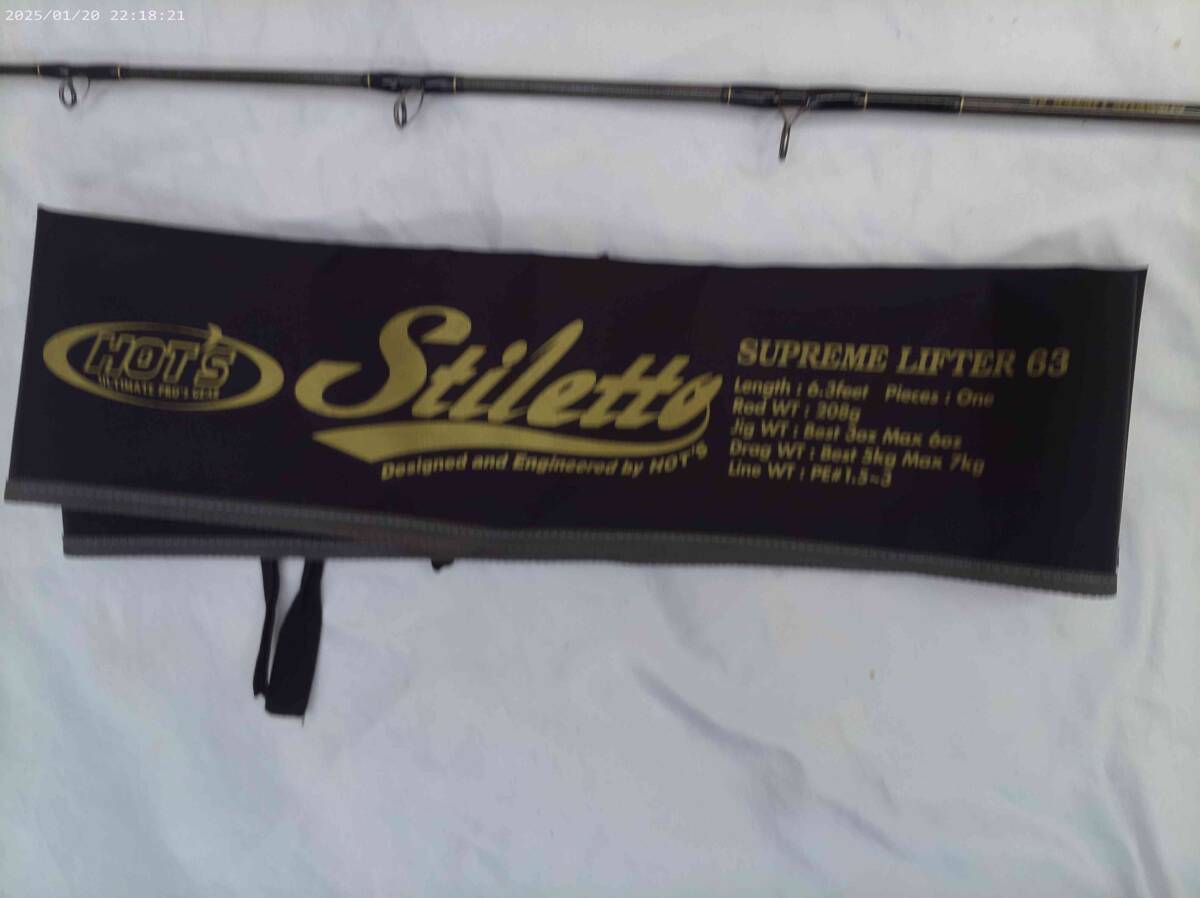 2025/01/20 22:18:21
HOT'S
ULTIMATE PRO'S GEAR
Stiletto
Designed and Engineered by HOT'S
SUPREME LIFTER 63
Length : 6.3feet Pieces : One
Rod WT : 208g
Jig WT : Best 3oz Max 6oz
Drag WT : Best 5kg Max 7kg
Line WT : PE#1.5~3